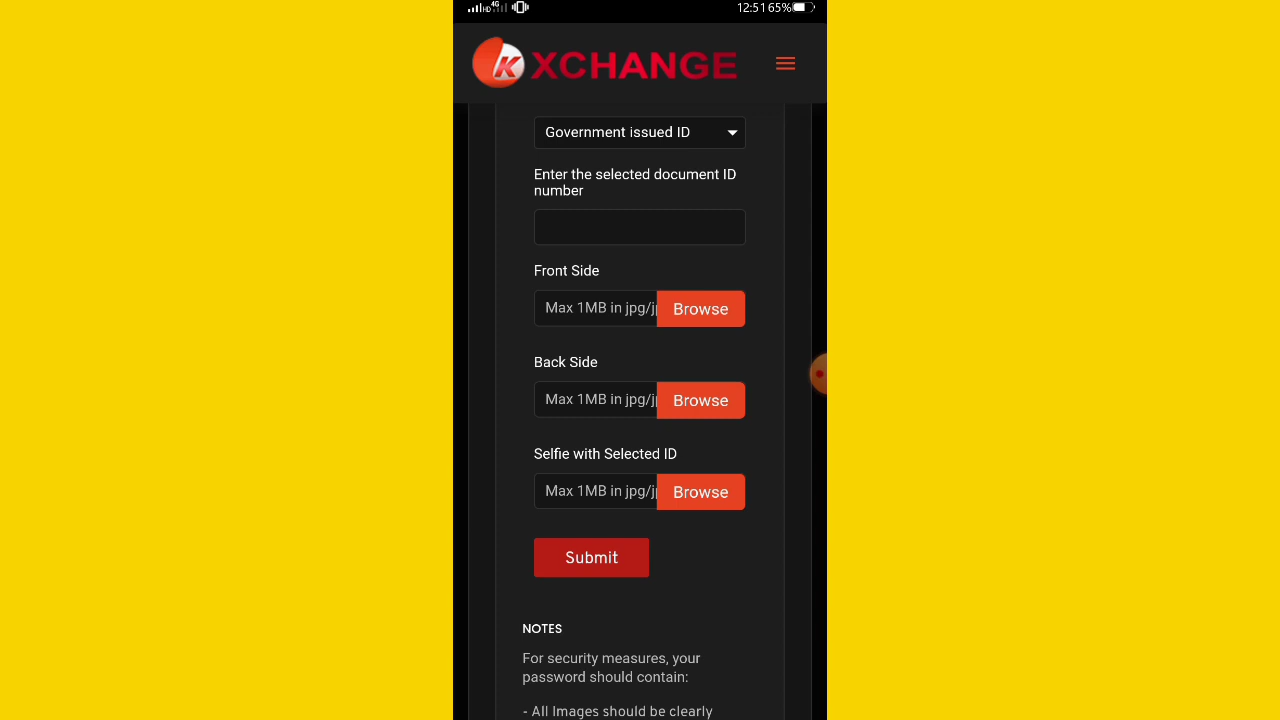 HD 4G 12:51 65%
K XCHANGE
Government issued ID
Enter the selected document ID
number
Front Side
Max 1MB in jpg/j Browse
Back Side
Max 1MB in jpg/j Browse
Selfie with Selected ID
Max 1MB in jpg/j Browse
Submit
NOTES
For security measures, your
password should contain:
- All Images should be clearly